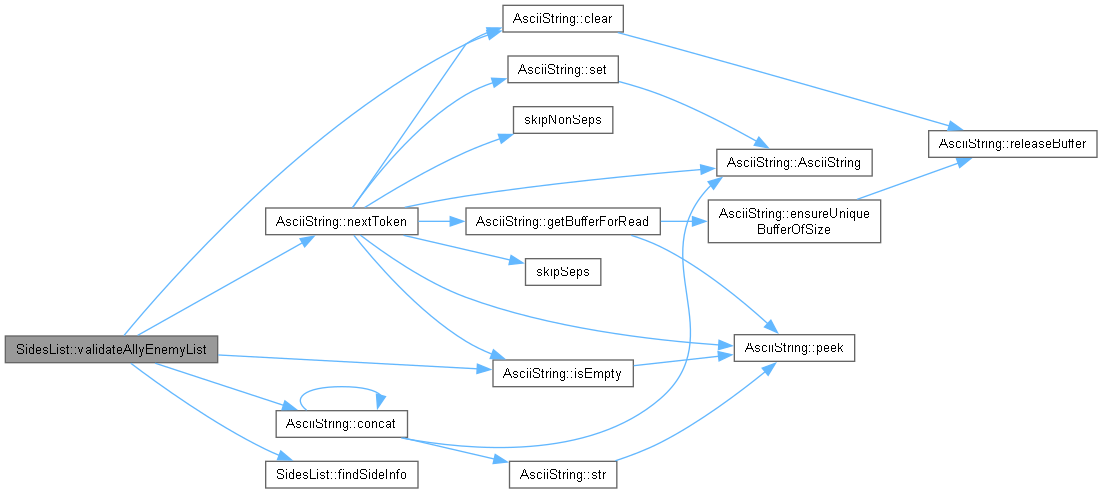 AsciiString::clear
AsciiString::set
skipNonSeps
AsciiString::releaseBuffer
AsciiString::AsciiString
AsciiString::nextToken
AsciiString::getBufferForRead
AsciiString::ensureUnique
BufferOfSize
skipSeps
SidesList::validateAllyEnemyList
AsciiString::peek
AsciiString::isEmpty
AsciiString::concat
SidesList::findSideInfo
AsciiString::str